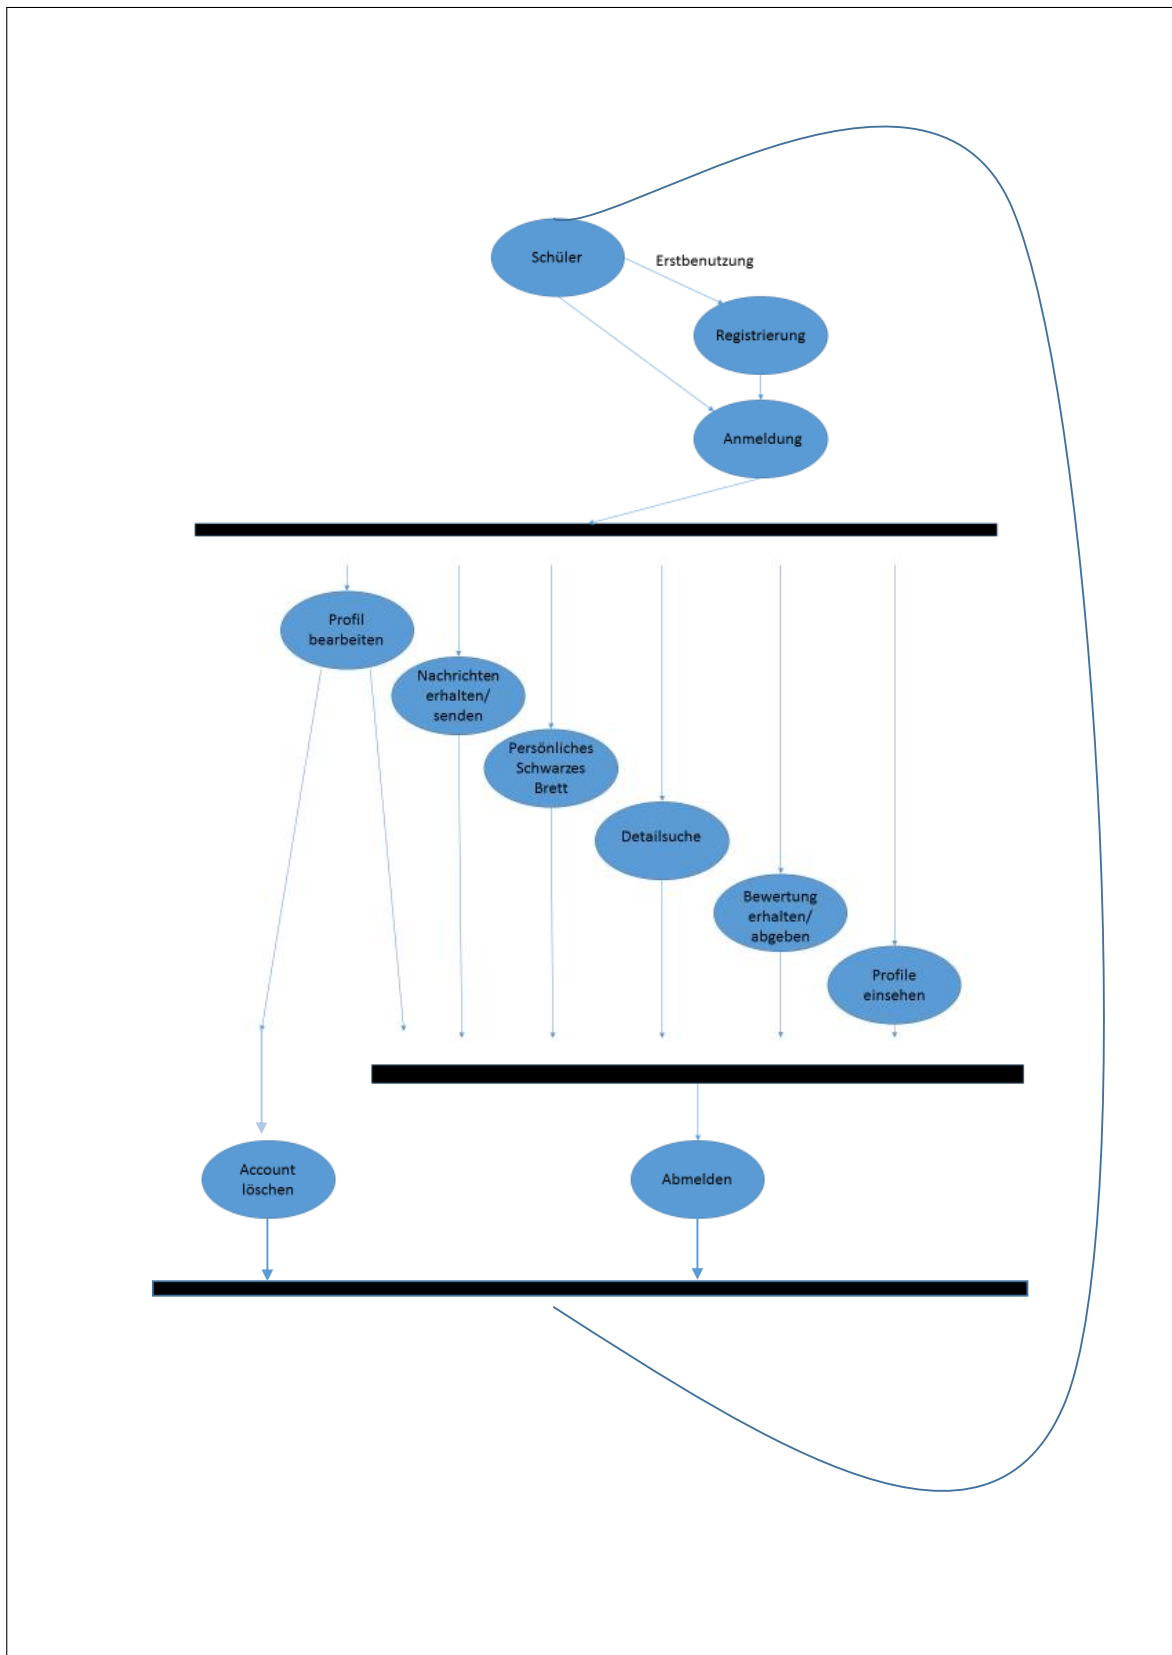 Schüler
Erstbenutzung
Registrierung
Anmeldung
Profil
bearbeiten
Nachrichten
erhalten/
senden
Persönliches
Schwarzes
Brett
Detailsuche
Bewertung
erhalten/
abgeben
Profile
einsehen
Account
löschen
Abmelden